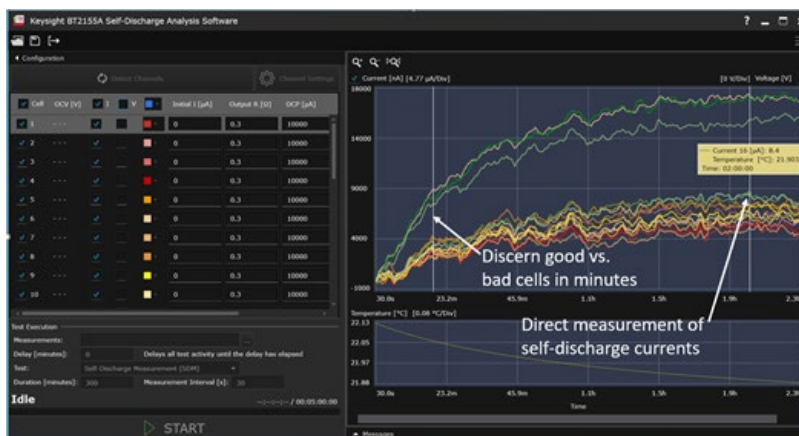 Keysight BT2155A Self-Discharge Analysis Software
Configuration
Detect Channels
Channel Settings
Cell OCV [V] I V Initial I [µA] Output R [Ω] OCP [µA]
1 --- 0 0.3 10000
2 --- 0 0.3 10000
3 --- 0 0.3 10000
4 --- 0 0.3 10000
5 --- 0 0.3 10000
6 --- 0 0.3 10000
7 --- 0 0.3 10000
8 --- 0 0.3 10000
9 --- 0 0.3 10000
10 --- 0 0.3 10000
Test Execution
Measurements:
Delay [minutes]: 0 Delays all test activity until the delay has elapsed
Test: Self Discharge Measurement (SDM)
Duration [minutes]: 300 Measurement Interval [s]: 30
Idle
--:--:-- / 00:05:00:00
START
Current [nA] [4.77 µA/Div]
[0 V/Div] Voltage [V]
18000
14000
9000
4000
-1000
Current 16 [µA]: 8.4
Temperature [°C]: 21.903
Time: 02:00:00
Discern good vs.
bad cells in minutes
Direct measurement of
self-discharge currents
30.0u 23.2m 45.9m 1.1h 1.5h 1.9h 2.3h
Temperature [°C] [0.08 °C/Div]
22.13
22.05
21.97
21.88
30.0u 23.2m 45.9m 1.1h 1.5h 1.9h 2.3h
Time
Messages